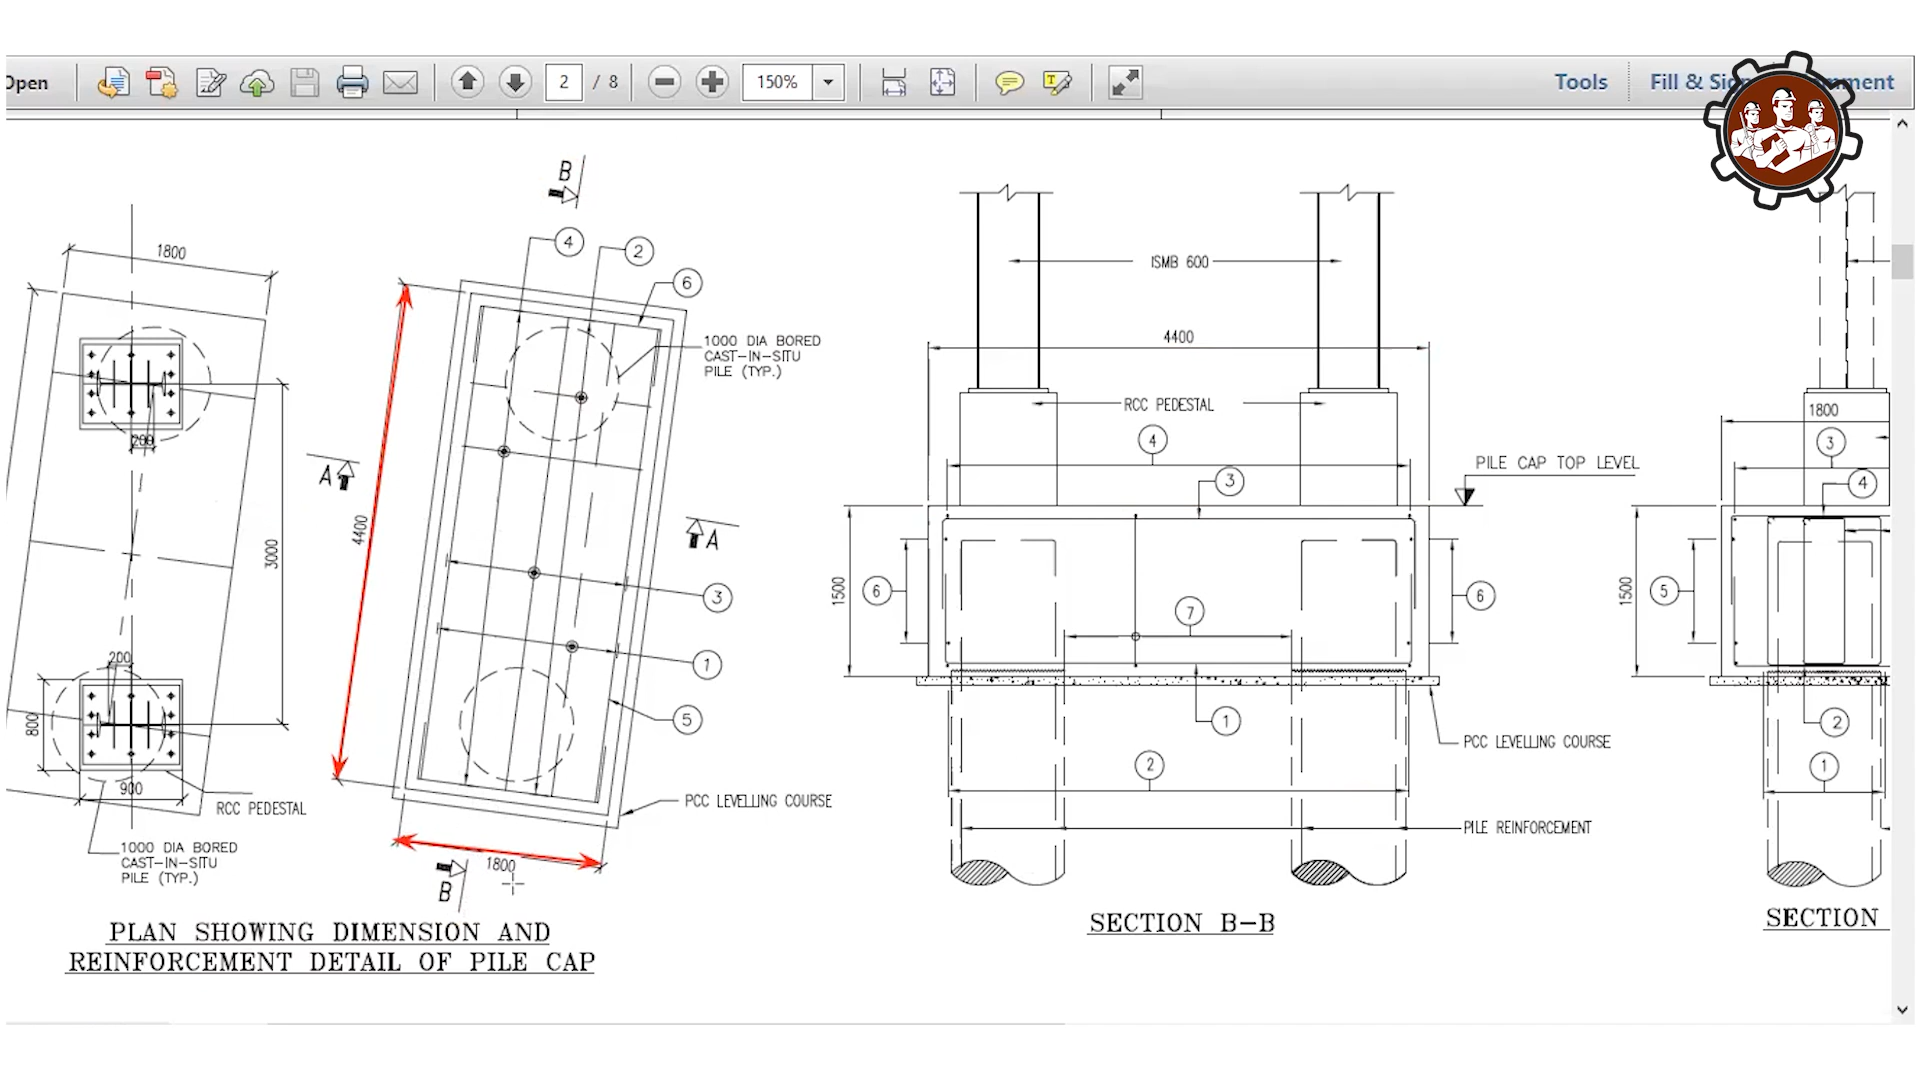 Open
2 / 8
150%
Tools
Fill & Sign
1800
200
3000
200
800
900
RCC PEDESTAL
1000 DIA BORED
CAST-IN-SITU
PILE (TYP.)
B
4
2
6
1000 DIA BORED
CAST-IN-SITU
PILE (TYP.)
A
4400
A
3
1
5
PCC LEVELLING COURSE
1800
B
PLAN SHOWING DIMENSION AND
REINFORCEMENT DETAIL OF PILE CAP
ISMB 600
4400
RCC PEDESTAL
4
3
PILE CAP TOP LEVEL
1500
6
7
6
1
PCC LEVELLING COURSE
2
PILE REINFORCEMENT
SECTION B-B
1800
3
4
1500
5
2
1
SECTION